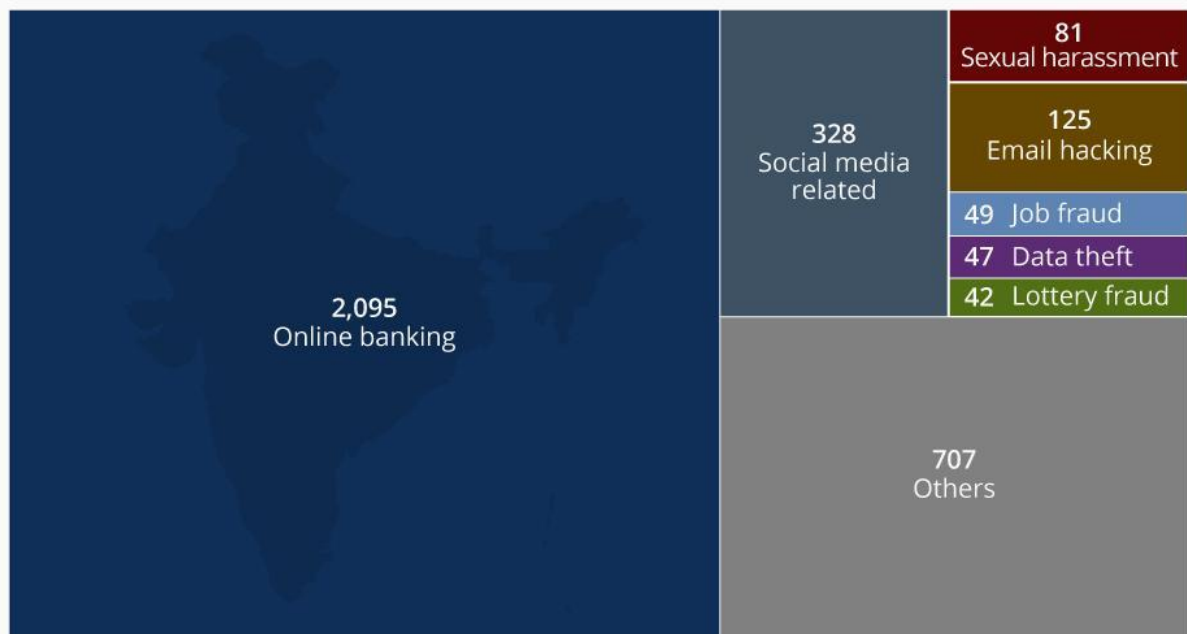 2,095
Online banking
328
Social media
related
81
Sexual harassment
125
Email hacking
49 Job fraud
47 Data theft
42 Lottery fraud
707
Others